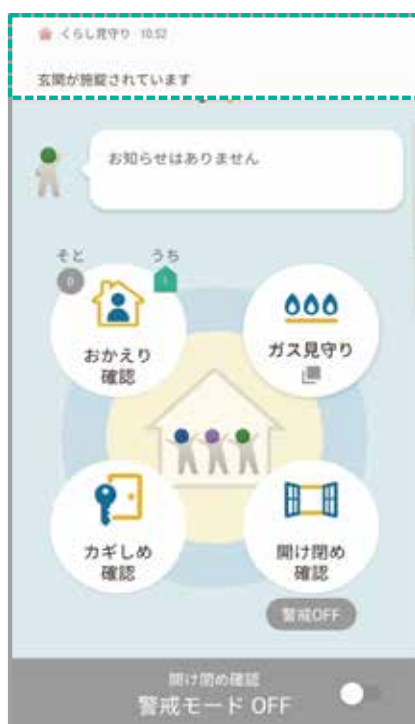 くらし見守り 10:52
玄関が施錠されています
お知らせはありません
そと
0
うち
1
おかえり
確認
ガス見守り
カギしめ
確認
開け閉め
確認
警戒OFF
開け閉め確認
警戒モード OFF